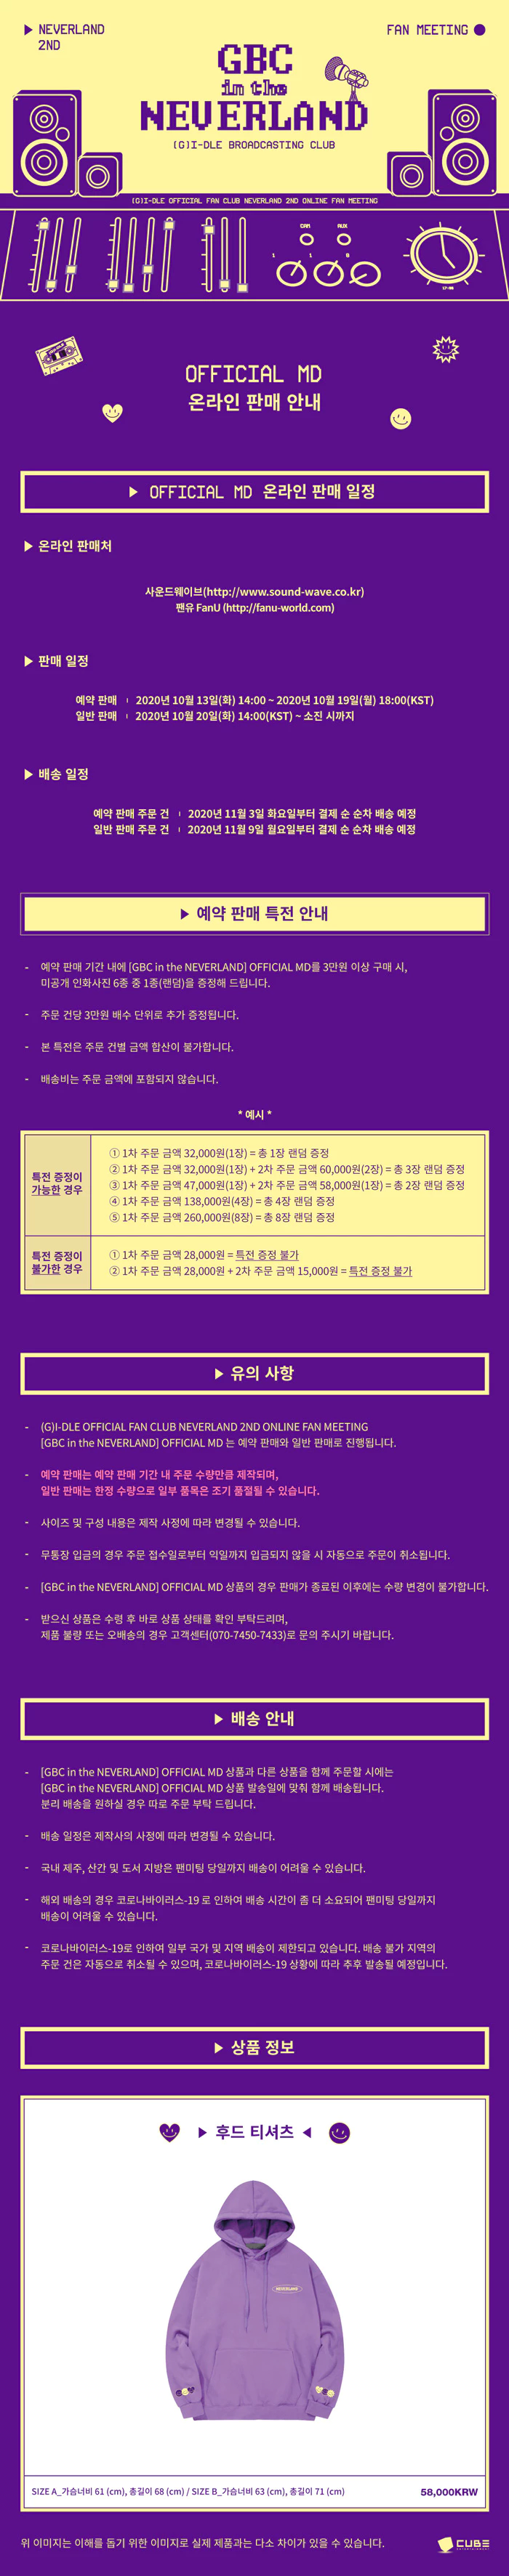 ▶ NEVERLAND
2ND
FAN MEETING ●
GBC
in the
NEVERLAND
(G)I-DLE BROADCASTING CLUB
(G)I-DLE OFFICIAL FAN CLUB NEVERLAND 2ND ONLINE FAN MEETING
OFFICIAL MD
온라인 판매 안내
▶ OFFICIAL MD 온라인 판매 일정
▶ 온라인 판매처
사운드웨이브(http://www.sound-wave.co.kr)
팬유 FanU (http://fanu-world.com)
▶ 판매 일정
예약 판매 | 2020년 10월 13일(화) 14:00 ~ 2020년 10월 19일(월) 18:00(KST)
일반 판매 | 2020년 10월 20일(화) 14:00(KST) ~ 소진 시까지
▶ 배송 일정
예약 판매 주문 건 | 2020년 11월 3일 화요일부터 결제 순 순차 배송 예정
일반 판매 주문 건 | 2020년 11월 9일 월요일부터 결제 순 순차 배송 예정
▶ 예약 판매 특전 안내
- 예약 판매 기간 내에 [GBC in the NEVERLAND] OFFICIAL MD를 3만원 이상 구매 시,
미공개 인화사진 6종 중 1종(랜덤)을 증정해 드립니다.
- 주문 건당 3만원 배수 단위로 추가 증정됩니다.
- 본 특전은 주문 건별 금액 합산이 불가합니다.
- 배송비는 주문 금액에 포함되지 않습니다.
* 예시 *
특전 증정이
가능한 경우
① 1차 주문 금액 32,000원(1장) = 총 1장 랜덤 증정
② 1차 주문 금액 32,000원(1장) + 2차 주문 금액 60,000원(2장) = 총 3장 랜덤 증정
③ 1차 주문 금액 47,000원(1장) + 2차 주문 금액 58,000원(1장) = 총 2장 랜덤 증정
④ 1차 주문 금액 138,000원(4장) = 총 4장 랜덤 증정
⑤ 1차 주문 금액 260,000원(8장) = 총 8장 랜덤 증정
특전 증정이
불가한 경우
① 1차 주문 금액 28,000원 = 특전 증정 불가
② 1차 주문 금액 28,000원 + 2차 주문 금액 15,000원 = 특전 증정 불가
▶ 유의 사항
- (G)I-DLE OFFICIAL FAN CLUB NEVERLAND 2ND ONLINE FAN MEETING
[GBC in the NEVERLAND] OFFICIAL MD 는 예약 판매와 일반 판매로 진행됩니다.
- 예약 판매는 예약 판매 기간 내 주문 수량만큼 제작되며,
일반 판매는 한정 수량으로 일부 품목은 조기 품절될 수 있습니다.
- 사이즈 및 구성 내용은 제작 사정에 따라 변경될 수 있습니다.
- 무통장 입금의 경우 주문 접수일로부터 익일까지 입금되지 않을 시 자동으로 주문이 취소됩니다.
- [GBC in the NEVERLAND] OFFICIAL MD 상품의 경우 판매가 종료된 이후에는 수량 변경이 불가합니다.
- 받으신 상품은 수령 후 바로 상품 상태를 확인 부탁드리며,
제품 불량 또는 오배송의 경우 고객센터(070-7450-7433)로 문의 주시기 바랍니다.
▶ 배송 안내
- [GBC in the NEVERLAND] OFFICIAL MD 상품과 다른 상품을 함께 주문할 시에는
[GBC in the NEVERLAND] OFFICIAL MD 상품 발송일에 맞춰 함께 배송됩니다.
분리 배송을 원하실 경우 따로 주문 부탁 드립니다.
- 배송 일정은 제작사의 사정에 따라 변경될 수 있습니다.
- 국내 제주, 산간 및 도서 지방은 팬미팅 당일까지 배송이 어려울 수 있습니다.
- 해외 배송의 경우 코로나바이러스-19 로 인하여 배송 시간이 좀 더 소요되어 팬미팅 당일까지
배송이 어려울 수 있습니다.
- 코로나바이러스-19로 인하여 일부 국가 및 지역 배송이 제한되고 있습니다. 배송 불가 지역의
주문 건은 자동으로 취소될 수 있으며, 코로나바이러스-19 상황에 따라 추후 발송될 예정입니다.
▶ 상품 정보
▶ 후드 티셔츠 ◀
NEVERLAND
SIZE A_가슴너비 61 (cm), 총길이 68 (cm) / SIZE B_가슴너비 63 (cm), 총길이 71 (cm)
58,000KRW
위 이미지는 이해를 돕기 위한 이미지로 실제 제품과는 다소 차이가 있을 수 있습니다.
CUBE
ENTERTAINMENT